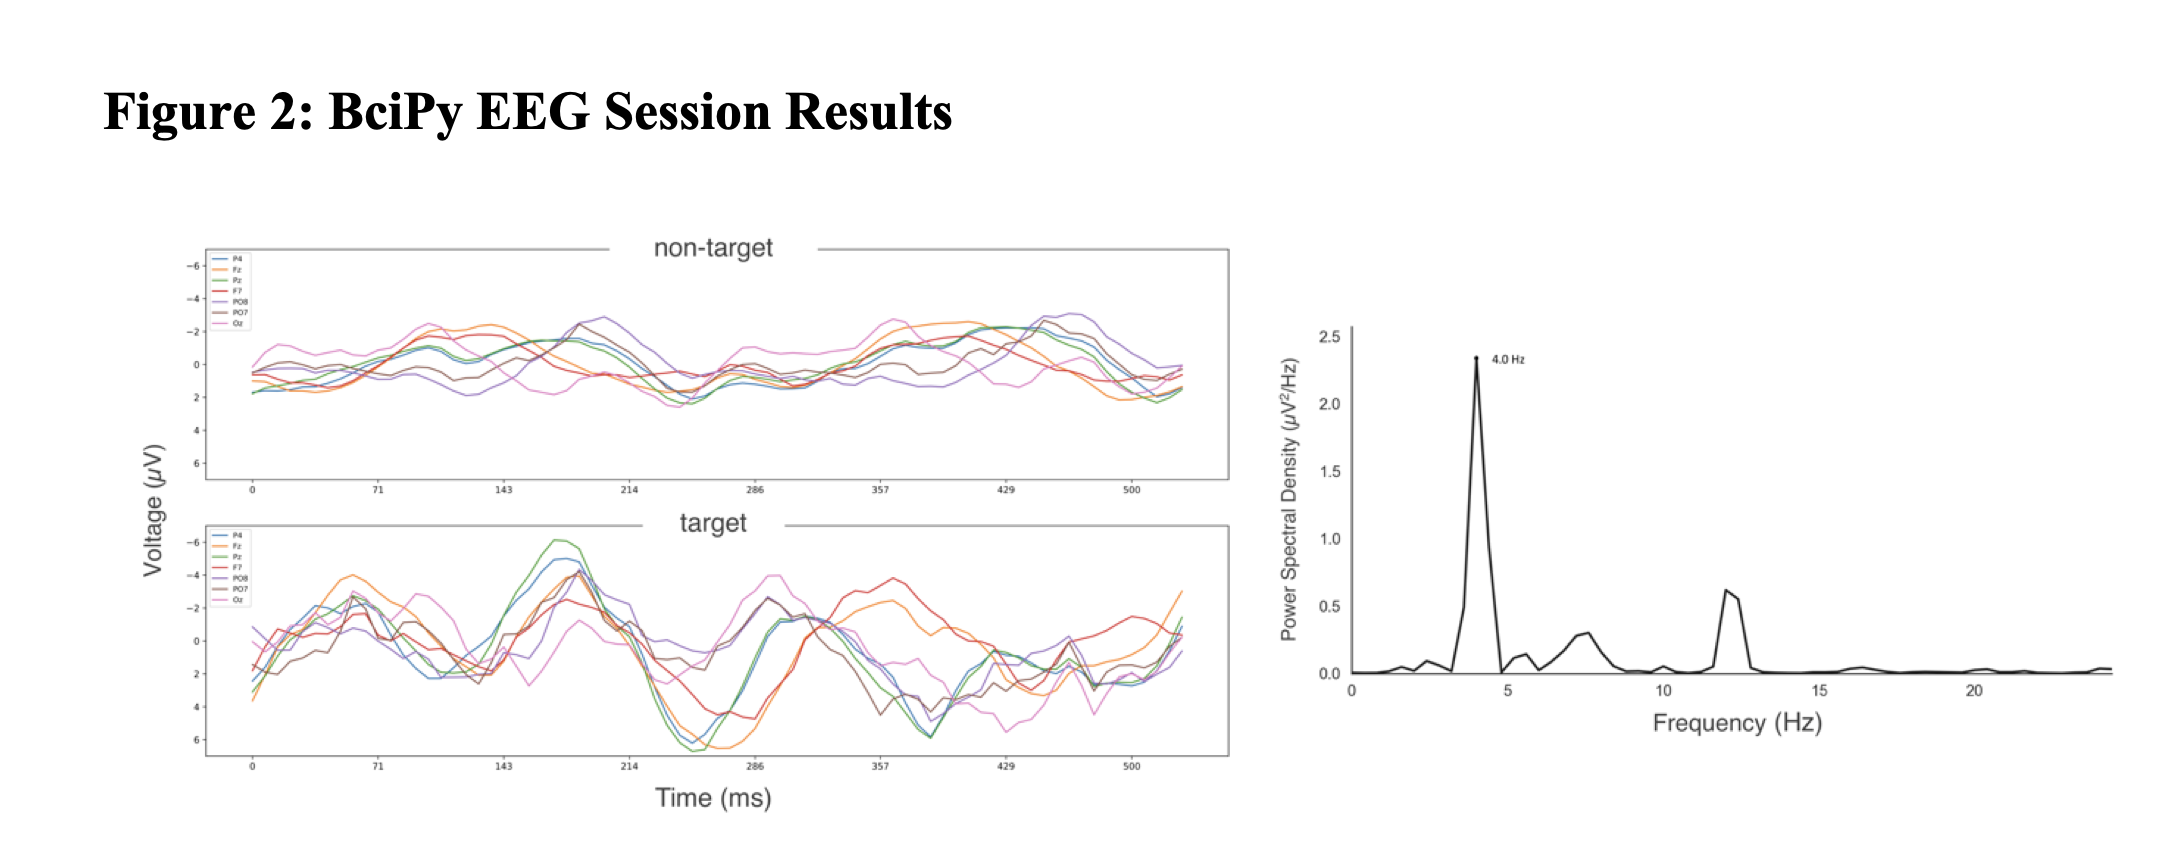 Figure 2: BciPy EEG Session Results
non-target
−6
−4
−2
0
2
4
6
P4
Fz
Pz
F7
PO8
PO7
Oz
0 71 143 214 286 357 429 500
target
−6
−4
−2
0
2
4
6
P4
Fz
Pz
F7
PO8
PO7
Oz
0 71 143 214 286 357 429 500
Voltage (µV)
Time (ms)
Power Spectral Density (µV²/Hz)
2.5
2.0
1.5
1.0
0.5
0.0
4.0 Hz
0 5 10 15 20
Frequency (Hz)